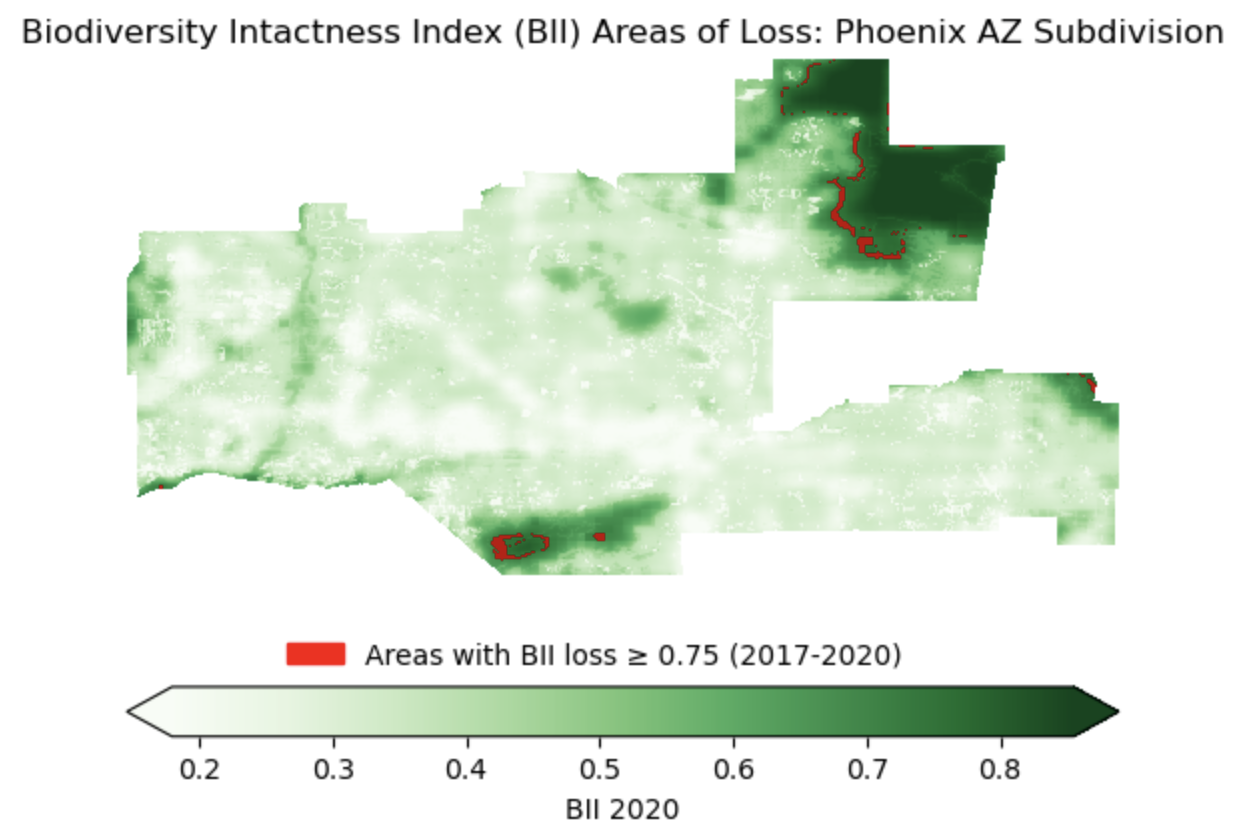 Biodiversity Intactness Index (BII) Areas of Loss: Phoenix AZ Subdivision
Areas with BII loss ≥ 0.75 (2017-2020)
0.2 0.3 0.4 0.5 0.6 0.7 0.8
BII 2020